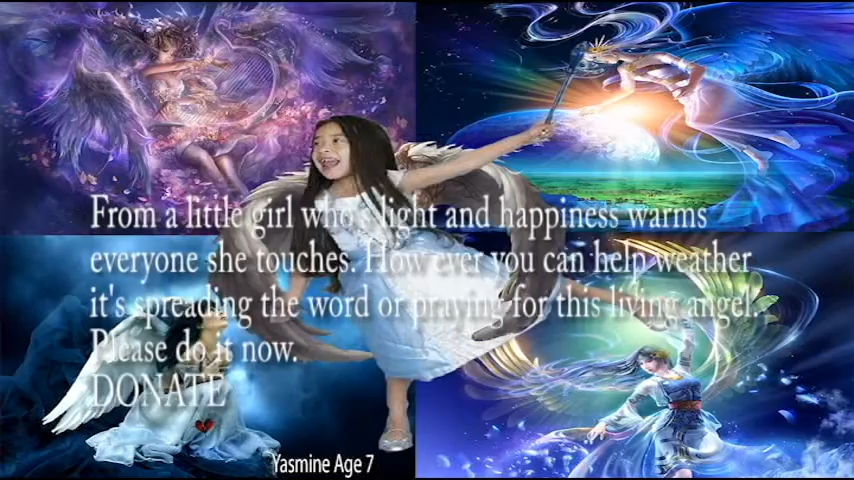 From a little girl who's light and happiness warms
everyone she touches. How ever you can help weather
it's spreading the word or praying for this living angel.
Please do it now.
DONATE
Yasmine Age 7